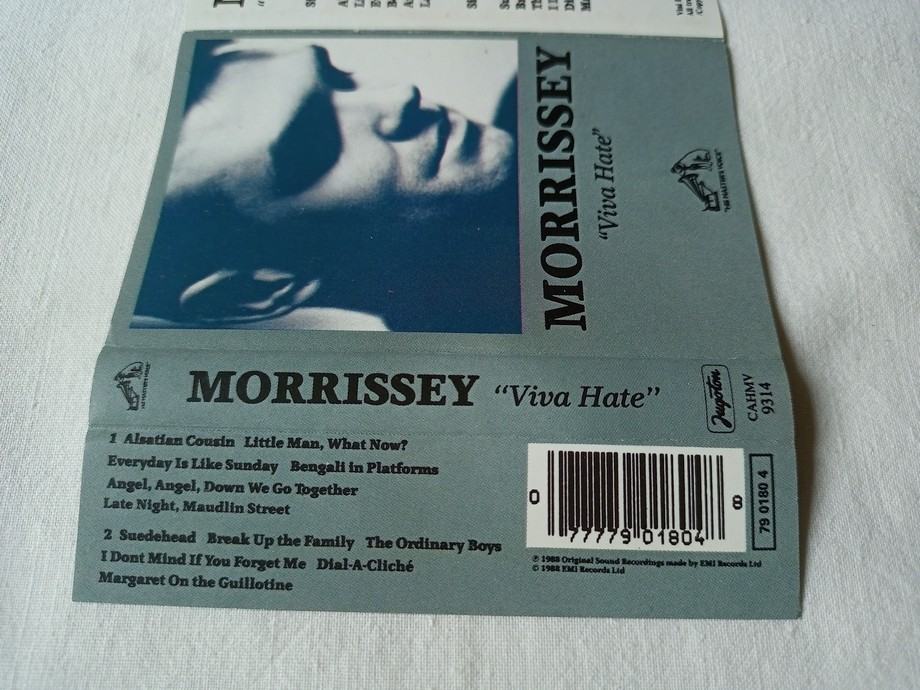 MORRISSEY
“Viva Hate”
"HIS MASTER'S VOICE"
"HIS MASTER'S VOICE"
MORRISSEY “Viva Hate”
Jugoton
CAHMV
9314
1 Alsatian Cousin Little Man, What Now?
Everyday Is Like Sunday Bengali in Platforms
Angel, Angel, Down We Go Together
Late Night, Maudlin Street
2 Suedehead Break Up the Family The Ordinary Boys
I Dont Mind If You Forget Me Dial-A-Cliché
Margaret On the Guillotine
0 77779 01804 8
79 0180 4
℗ 1988 Original Sound Recordings made by EMI Records Ltd
© 1988 EMI Records Ltd